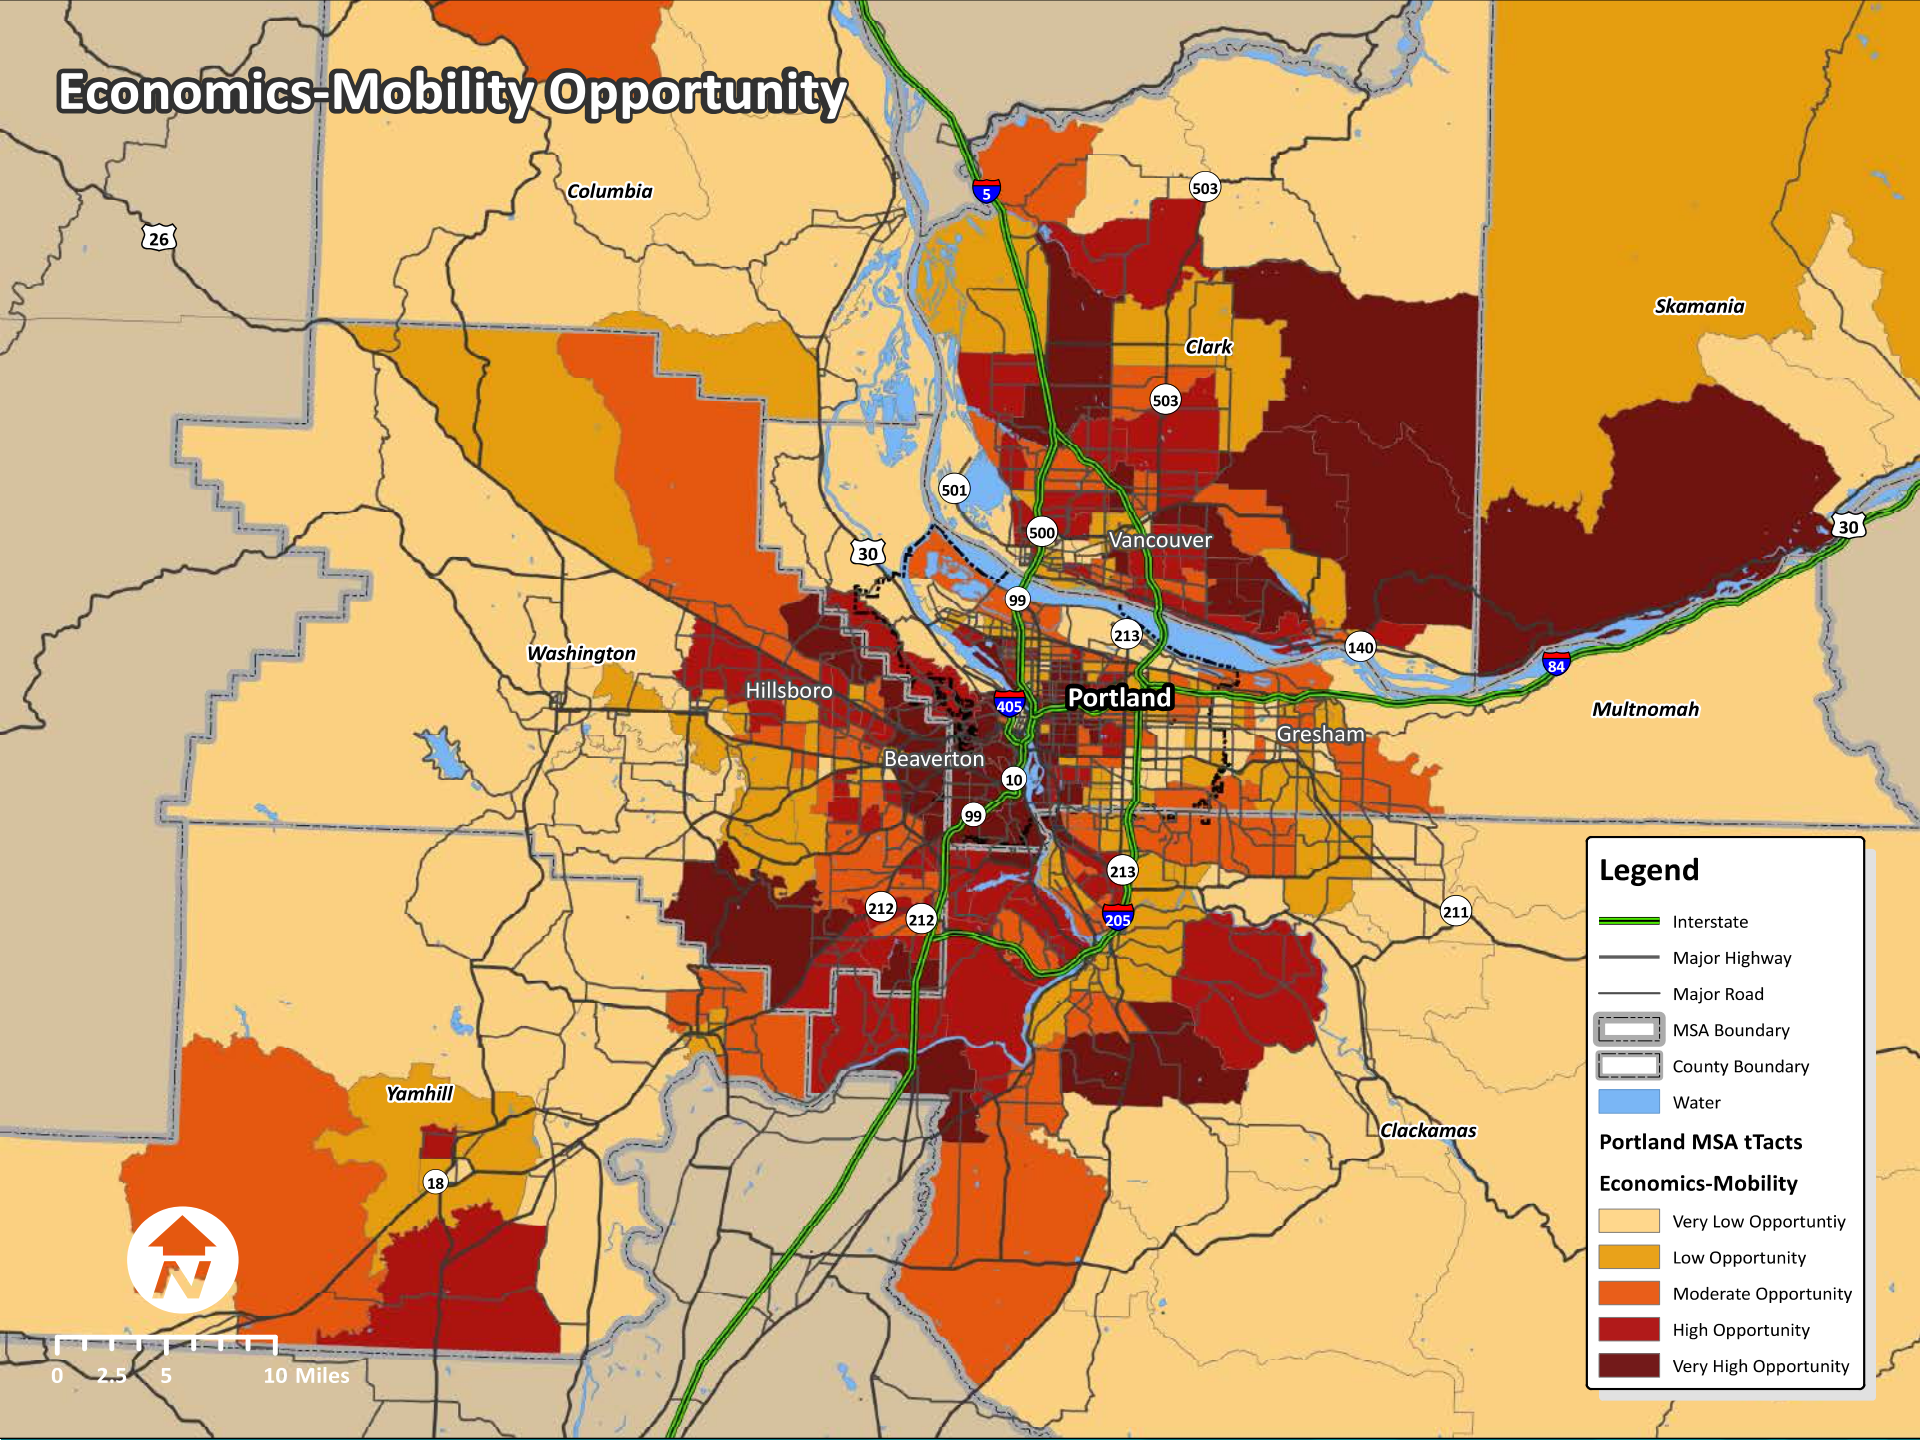 Economics-Mobility Opportunity
Columbia
5
503
26
Skamania
Clark
503
501
500
Vancouver
30
30
99
213
140
Washington
84
Hillsboro
405
Portland
Multnomah
Gresham
Beaverton
10
99
213
212
212
205
211
Yamhill
Clackamas
18
N
0 2.5 5 10 Miles
Legend
Interstate
Major Highway
Major Road
MSA Boundary
County Boundary
Water
Portland MSA tTacts
Economics-Mobility
Very Low Opportuntiy
Low Opportunity
Moderate Opportunity
High Opportunity
Very High Opportunity